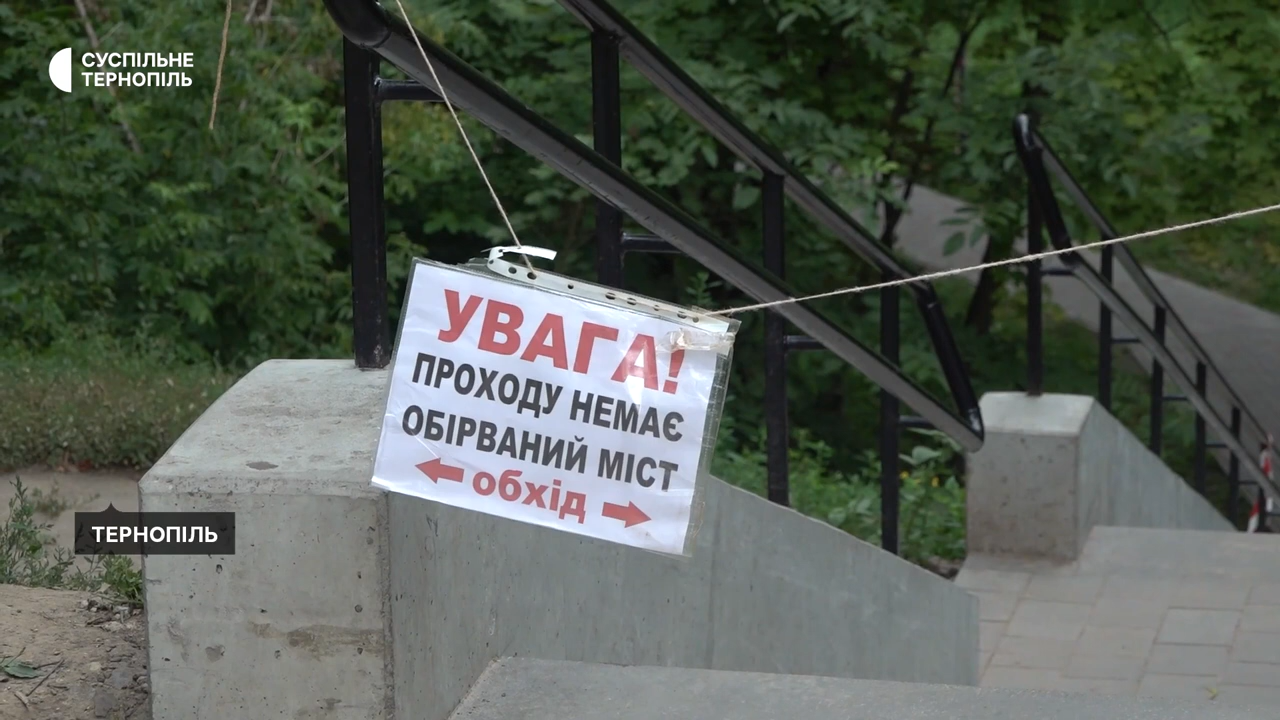 СУСПІЛЬНЕ
ТЕРНОПІЛЬ
УВАГА!
ПРОХОДУ НЕМАЄ
ОБІРВАНИЙ МІСТ
← обхід →
ТЕРНОПІЛЬ